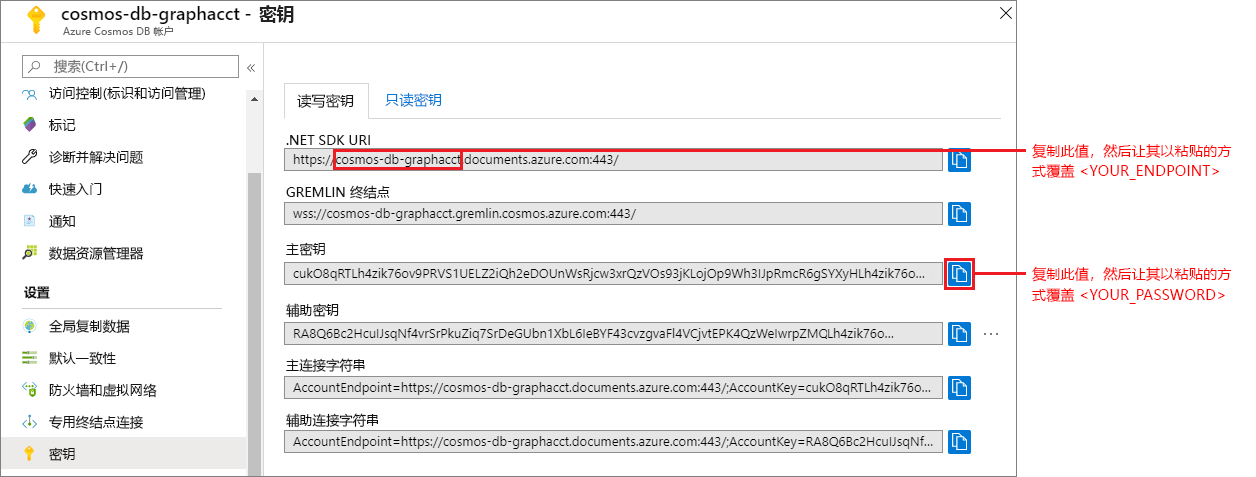 cosmos-db-graphacct - 密钥
Azure Cosmos DB 帐户
搜索(Ctrl+/)
«
访问控制(标识和访问管理)
标记
诊断并解决问题
快速入门
通知
数据资源管理器
设置
全局复制数据
默认一致性
防火墙和虚拟网络
专用终结点连接
密钥
读写密钥
只读密钥
.NET SDK URI
https://cosmos-db-graphacct.documents.azure.com:443/
GREMLIN 终结点
wss://cosmos-db-graphacct.gremlin.cosmos.azure.com:443/
主密钥
cukO8qRTLh4zik76ov9PRVS1UELZ2iQh2eDOUnWsRjcw3xrQzVOs93jKLojOp9Wh3IJpRmcR6gSYXyHLh4zik76o...
辅助密钥
RA8Q6Bc2HcuIJsqNf4vrSrPkuZiq7SrDeGUbn1XbL6IeBYF43cvzgvaFl4VCjvtEPK4QzWeIwrpZMQLh4zik76o...
...
主连接字符串
AccountEndpoint=https://cosmos-db-graphacct.documents.azure.com:443/;AccountKey=cukO8qRTLh4zik76o...
辅助连接字符串
AccountEndpoint=https://cosmos-db-graphacct.documents.azure.com:443/;AccountKey=RA8Q6Bc2HcuIJsqNf...
复制此值，然后让其以粘贴的方
式覆盖 <YOUR_ENDPOINT>
复制此值，然后让其以粘贴的方
式覆盖 <YOUR_PASSWORD>